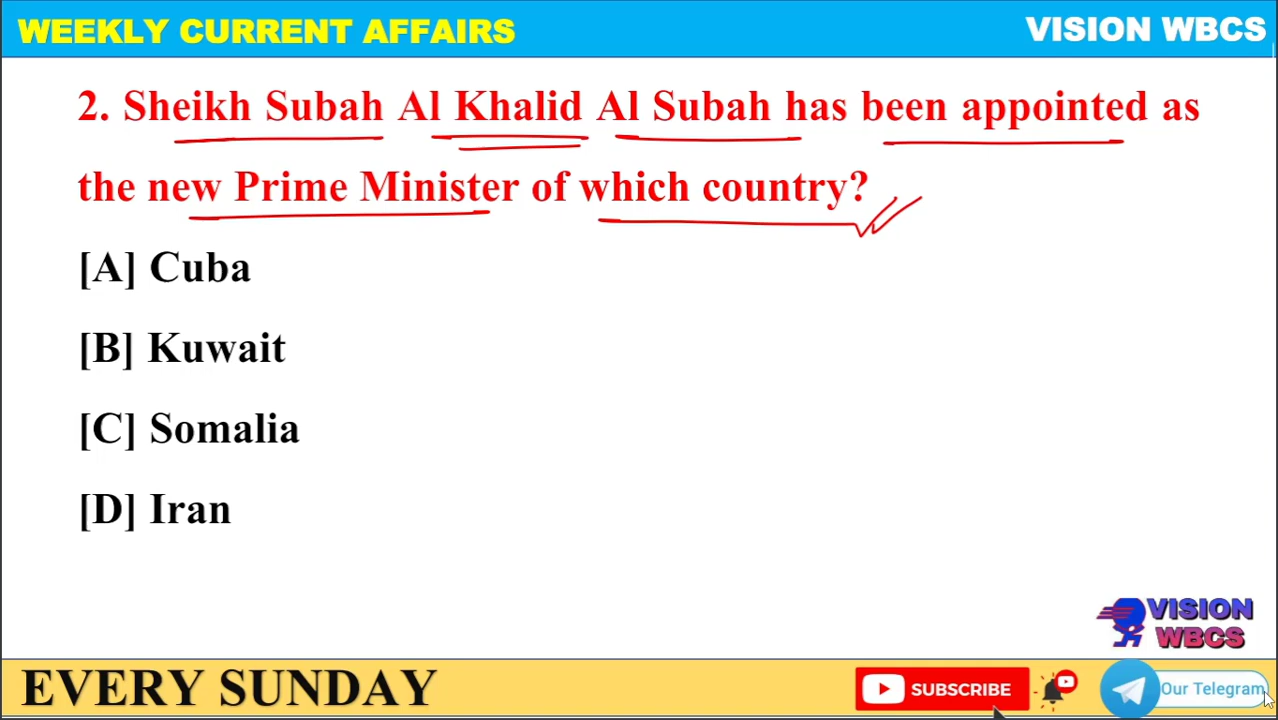 WEEKLY CURRENT AFFAIRS
VISION WBCS
2. Sheikh Subah Al Khalid Al Subah has been appointed as
the new Prime Minister of which country?
[A] Cuba
[B] Kuwait
[C] Somalia
[D] Iran
VISION
WBCS
EVERY SUNDAY
SUBSCRIBE
Our Telegram